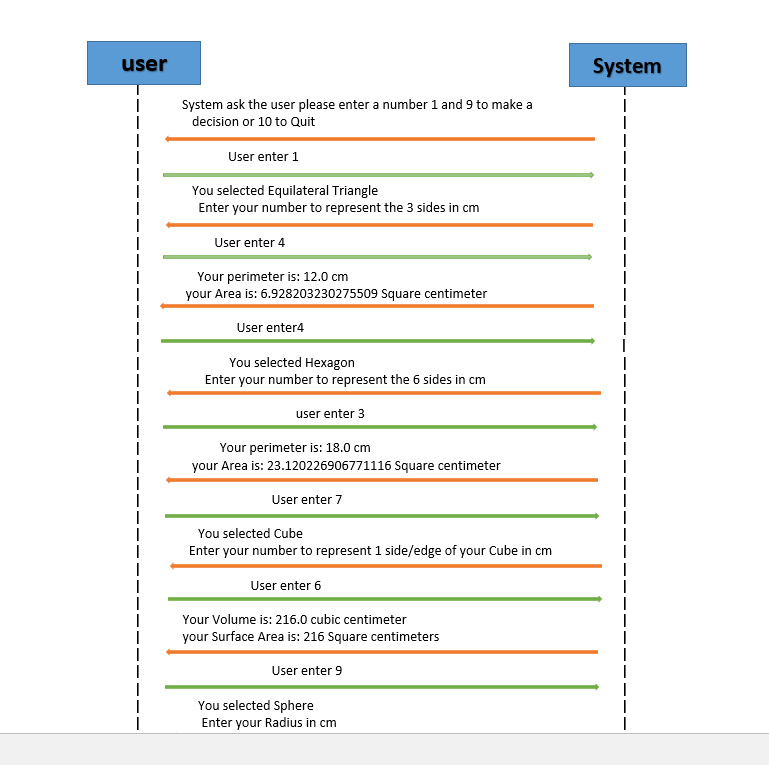 user
System
System ask the user please enter a number 1 and 9 to make a
decision or 10 to Quit
User enter 1
You selected Equilateral Triangle
Enter your number to represent the 3 sides in cm
User enter 4
Your perimeter is: 12.0 cm
your Area is: 6.928203230275509 Square centimeter
User enter4
You selected Hexagon
Enter your number to represent the 6 sides in cm
user enter 3
Your perimeter is: 18.0 cm
your Area is: 23.120226906771116 Square centimeter
User enter 7
You selected Cube
Enter your number to represent 1 side/edge of your Cube in cm
User enter 6
Your Volume is: 216.0 cubic centimeter
your Surface Area is: 216 Square centimeters
User enter 9
You selected Sphere
Enter your Radius in cm